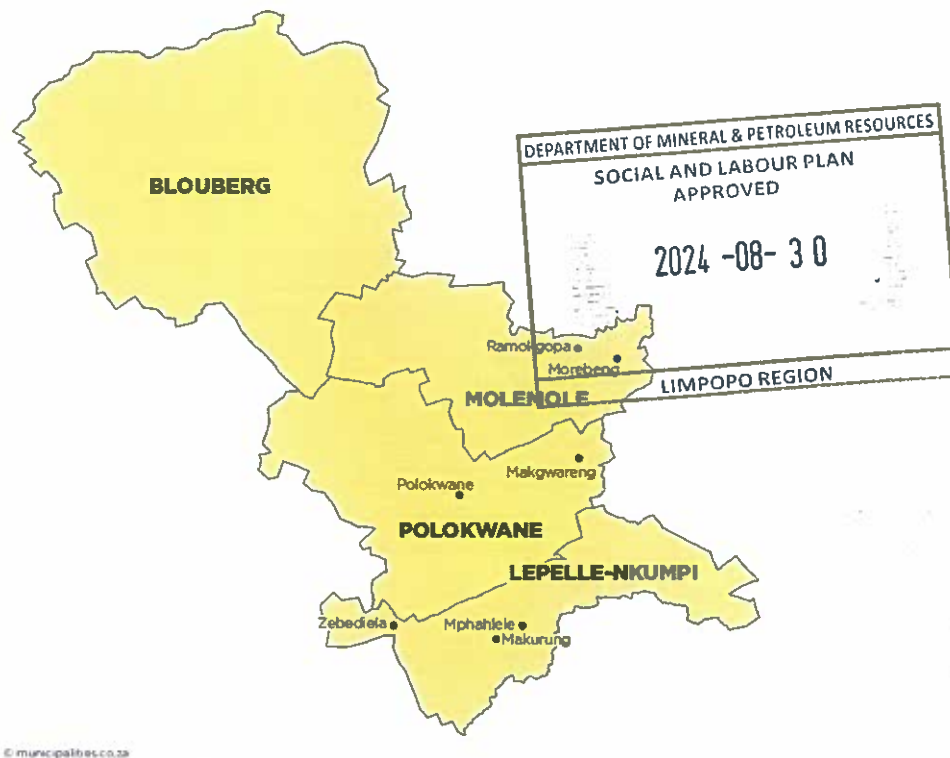 BLOUBERG
DEPARTMENT OF MINERAL & PETROLEUM RESOURCES
SOCIAL AND LABOUR PLAN
APPROVED
2024 -08- 30
LIMPOPO REGION
Ramokgopa
Morebeng
MOLEMOLE
Makgwareng
Polokwane
POLOKWANE
LEPELLE-NKUMPI
Zebediela
Mphahlele
Makurung
© municipalities.co.za